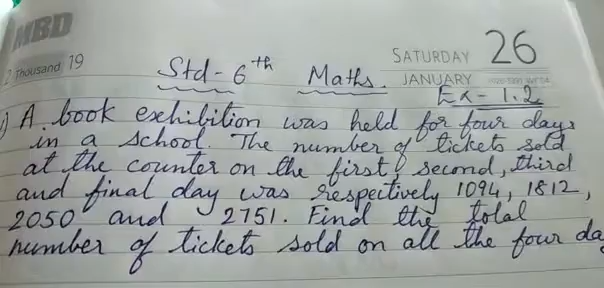 MBD
2 Thousand 19
SATURDAY 26
JANUARY
Std - 6th Maths.
Ex - 1.2
A book exhibition was held for four days
in a school. The number of tickets sold
at the counter on the first, second, third
and final day was respectively 1094, 1812,
2050 and 2751. Find the total
number of tickets sold on all the four da